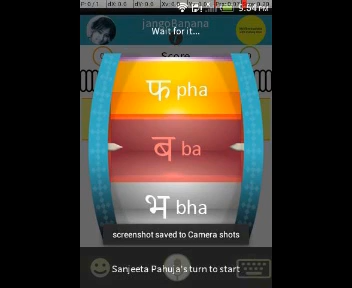 jangoBanana
Wait for it...
Score
फ pha
ब ba
भ bha
screenshot saved to Camera shots
Sanjeeta Pahuja's turn to start